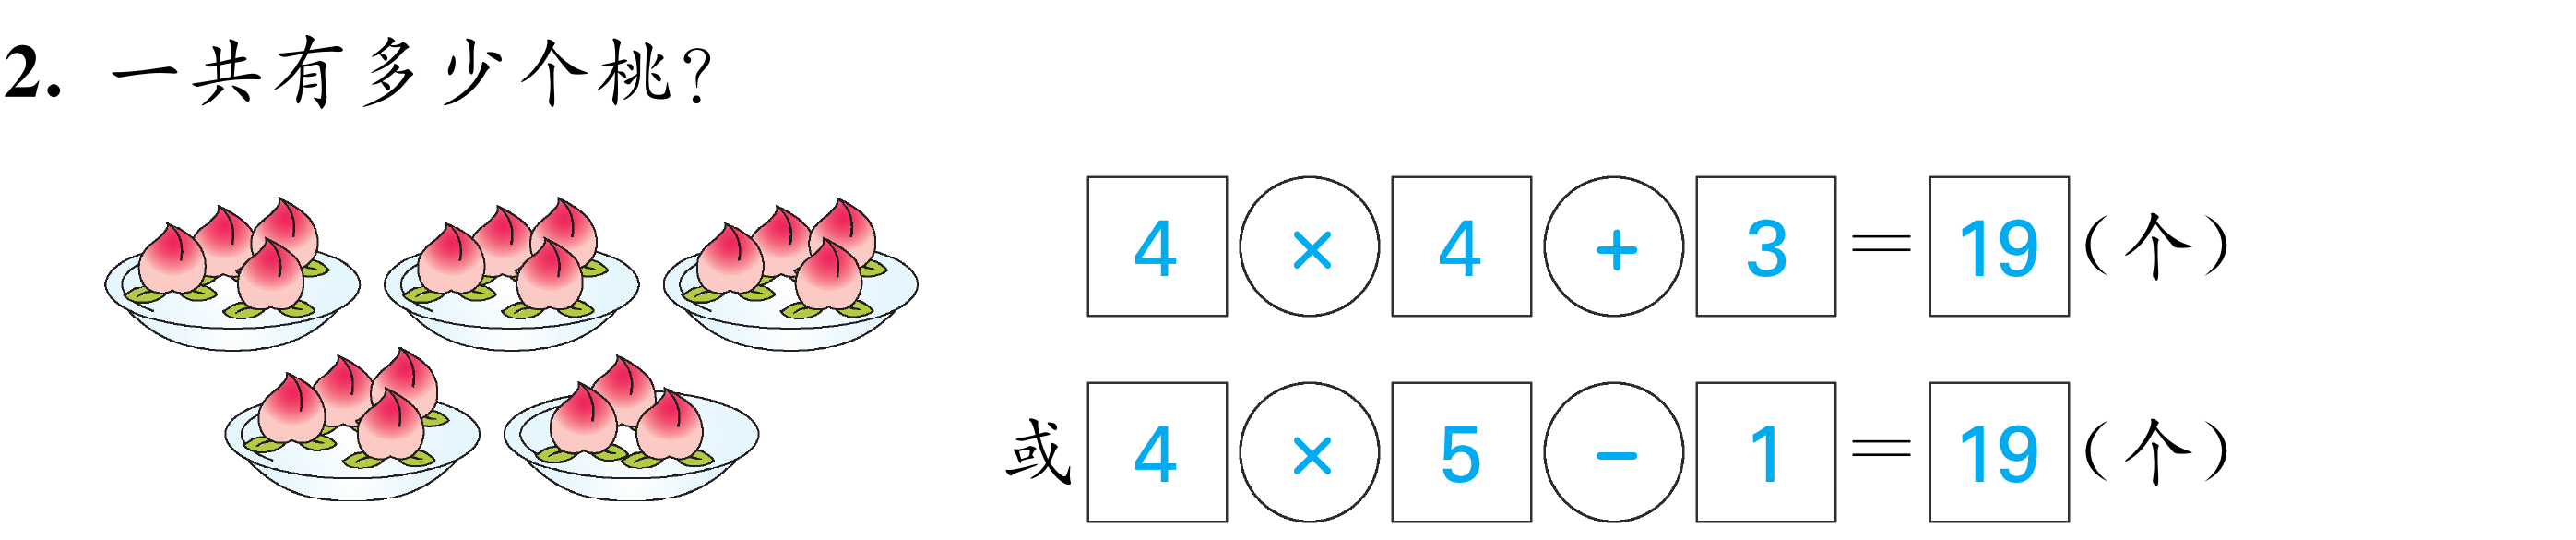 2. 一共有多少个桃?
4 × 4 + 3 = 19 (个)
或 4 × 5 - 1 = 19 (个)